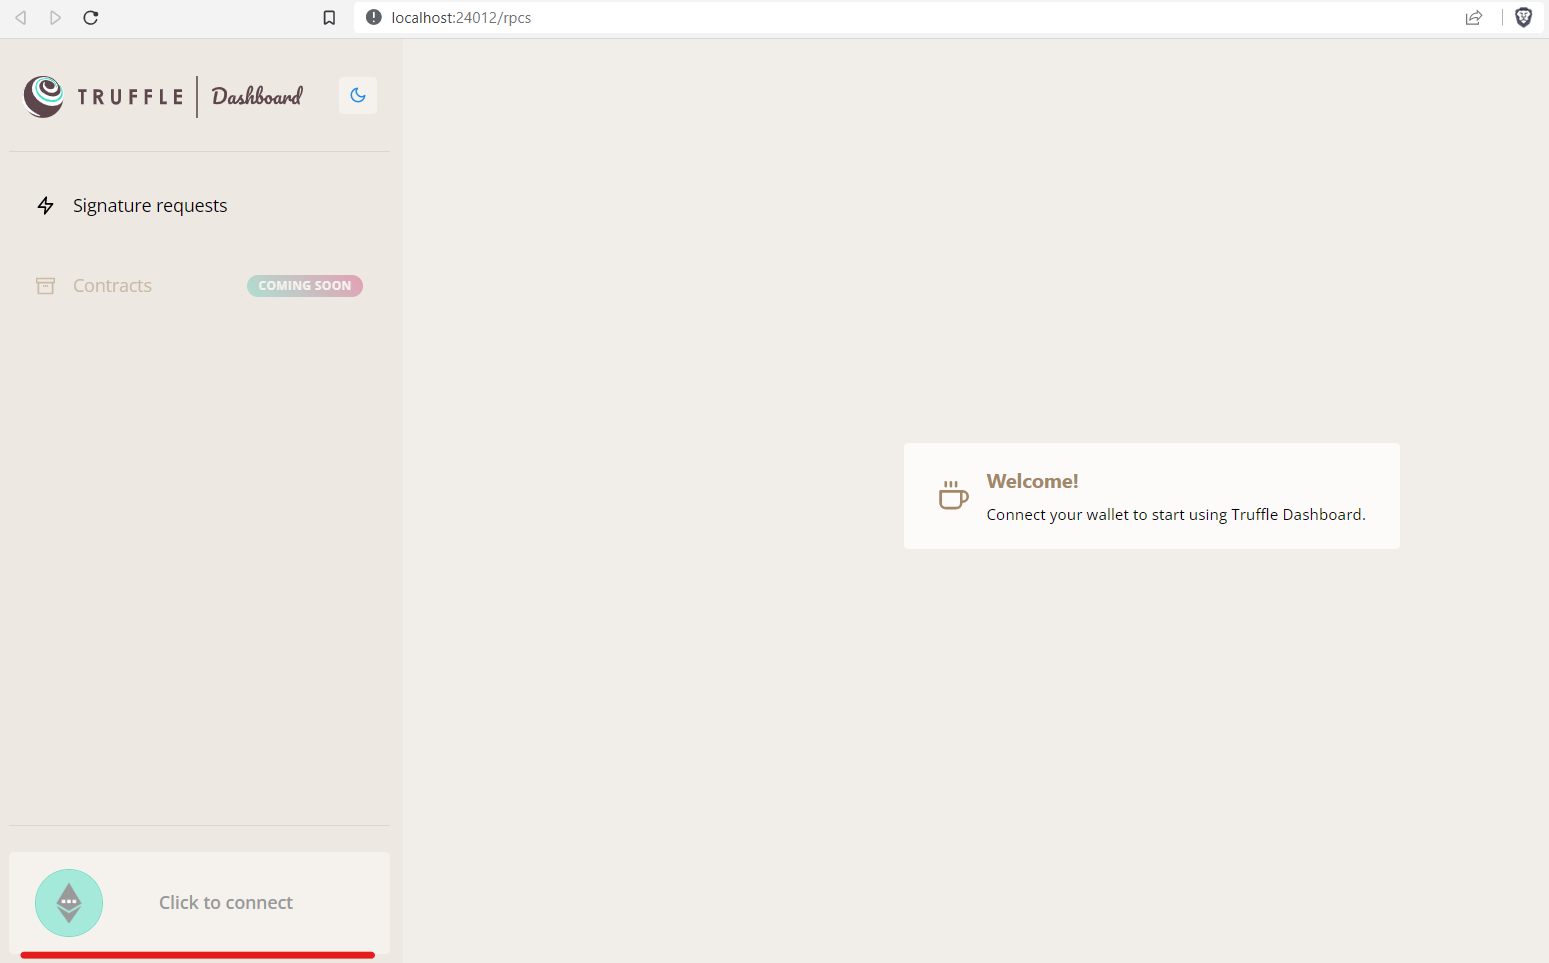 localhost:24012/rpcs
TRUFFLE Dashboard
Signature requests
Contracts COMING SOON
Welcome!
Connect your wallet to start using Truffle Dashboard.
Click to connect